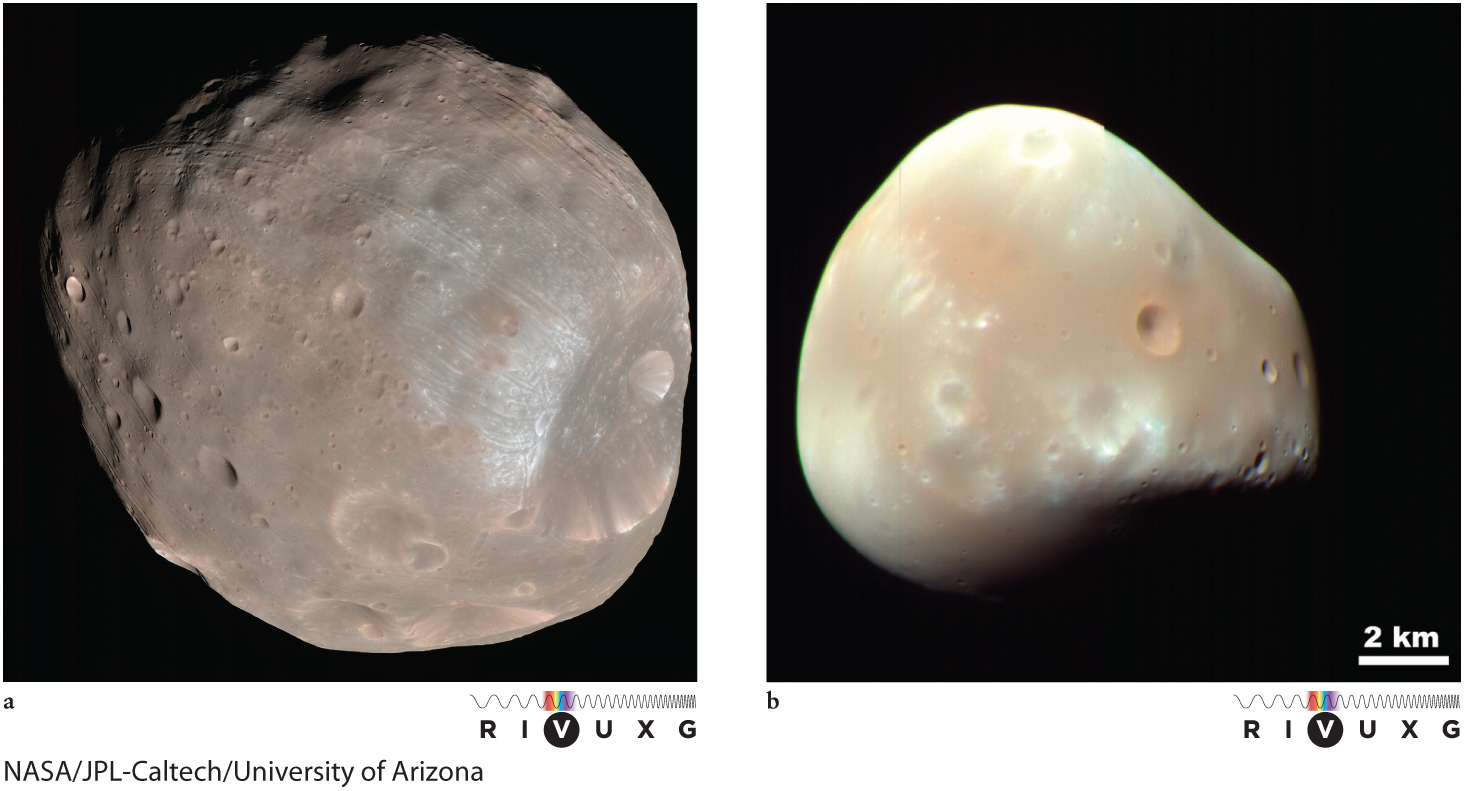 2 km
a
R I V U X G
b
R I V U X G
NASA/JPL-Caltech/University of Arizona